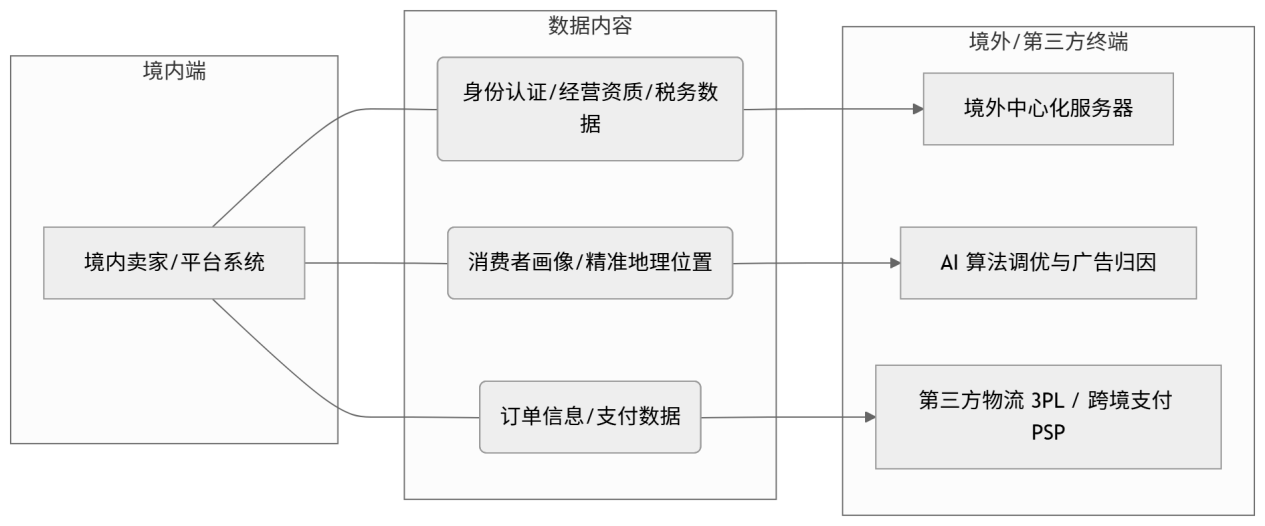 境内端
境内卖家/平台系统
数据内容
身份认证/经营资质/税务数
据
消费者画像/精准地理位置
订单信息/支付数据
境外/第三方终端
境外中心化服务器
AI 算法调优与广告归因
第三方物流 3PL / 跨境支付
PSP